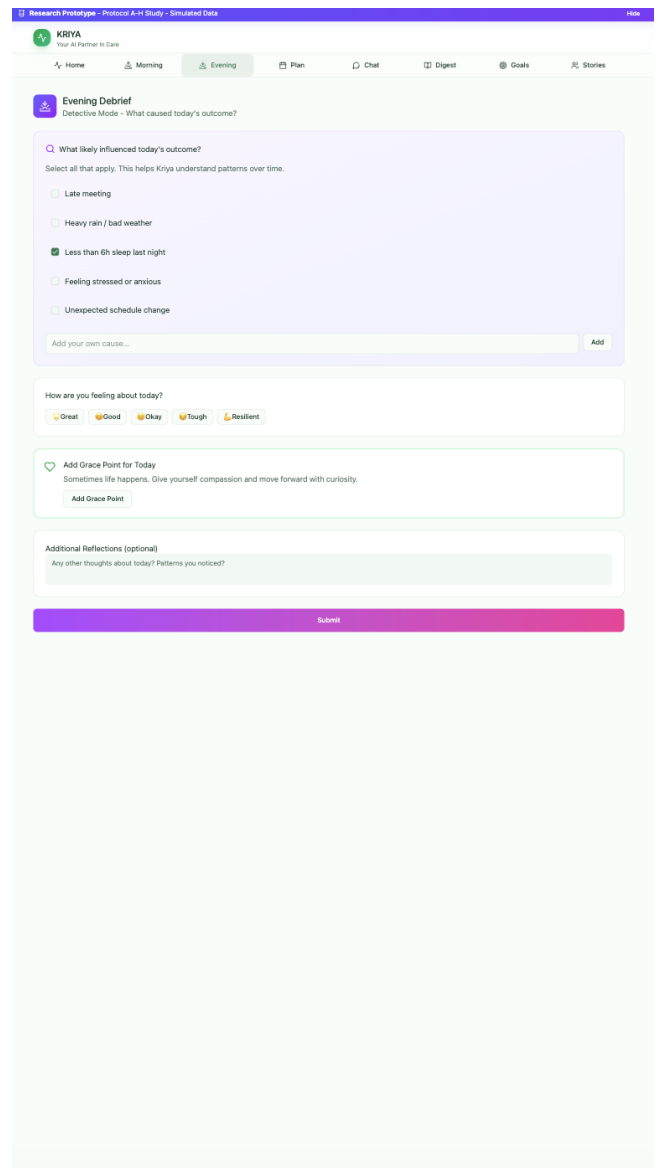 Research Prototype - Protocol A-H Study - Simulated Data
Hide
KRIYA
Your AI Partner In Care
Home
Morning
Evening
Plan
Chat
Digest
Goals
Stories
Evening Debrief
Detective Mode - What caused today's outcome?
What likely influenced today's outcome?
Select all that apply. This helps Kriya understand patterns over time.
Late meeting
Heavy rain / bad weather
Less than 6h sleep last night
Feeling stressed or anxious
Unexpected schedule change
Add your own cause...
Add
How are you feeling about today?
Great
Good
Okay
Tough
Resilient
Add Grace Point for Today
Sometimes life happens. Give yourself compassion and move forward with curiosity.
Add Grace Point
Additional Reflections (optional)
Any other thoughts about today? Patterns you noticed?
Submit